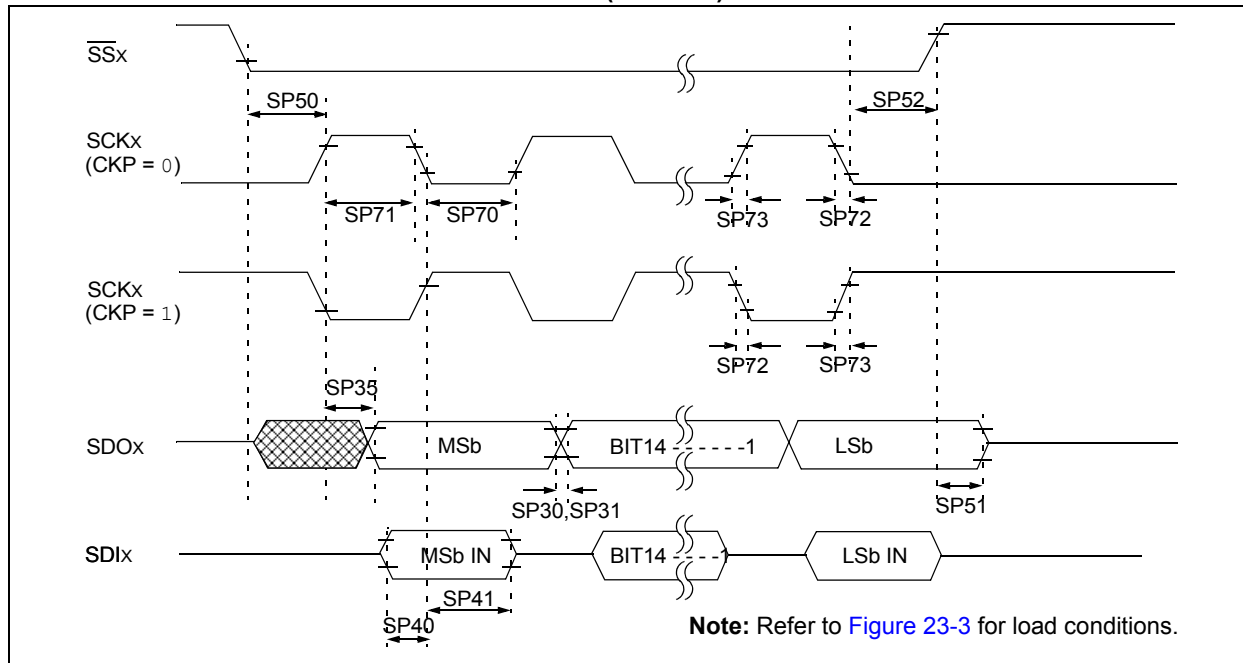 SSX
SP50
SP52
SCKX
(CKP = 0)
SP71
SP70
SP73
SP72
SCKX
(CKP = 1)
SP72
SP73
SP35
SDOX
MSb
BIT14 - - - - - -1
LSb
SP30,SP31
SP51
SDIX
MSb IN
BIT14 - - - -1
LSb IN
SP41
SP40
Note: Refer to Figure 23-3 for load conditions.